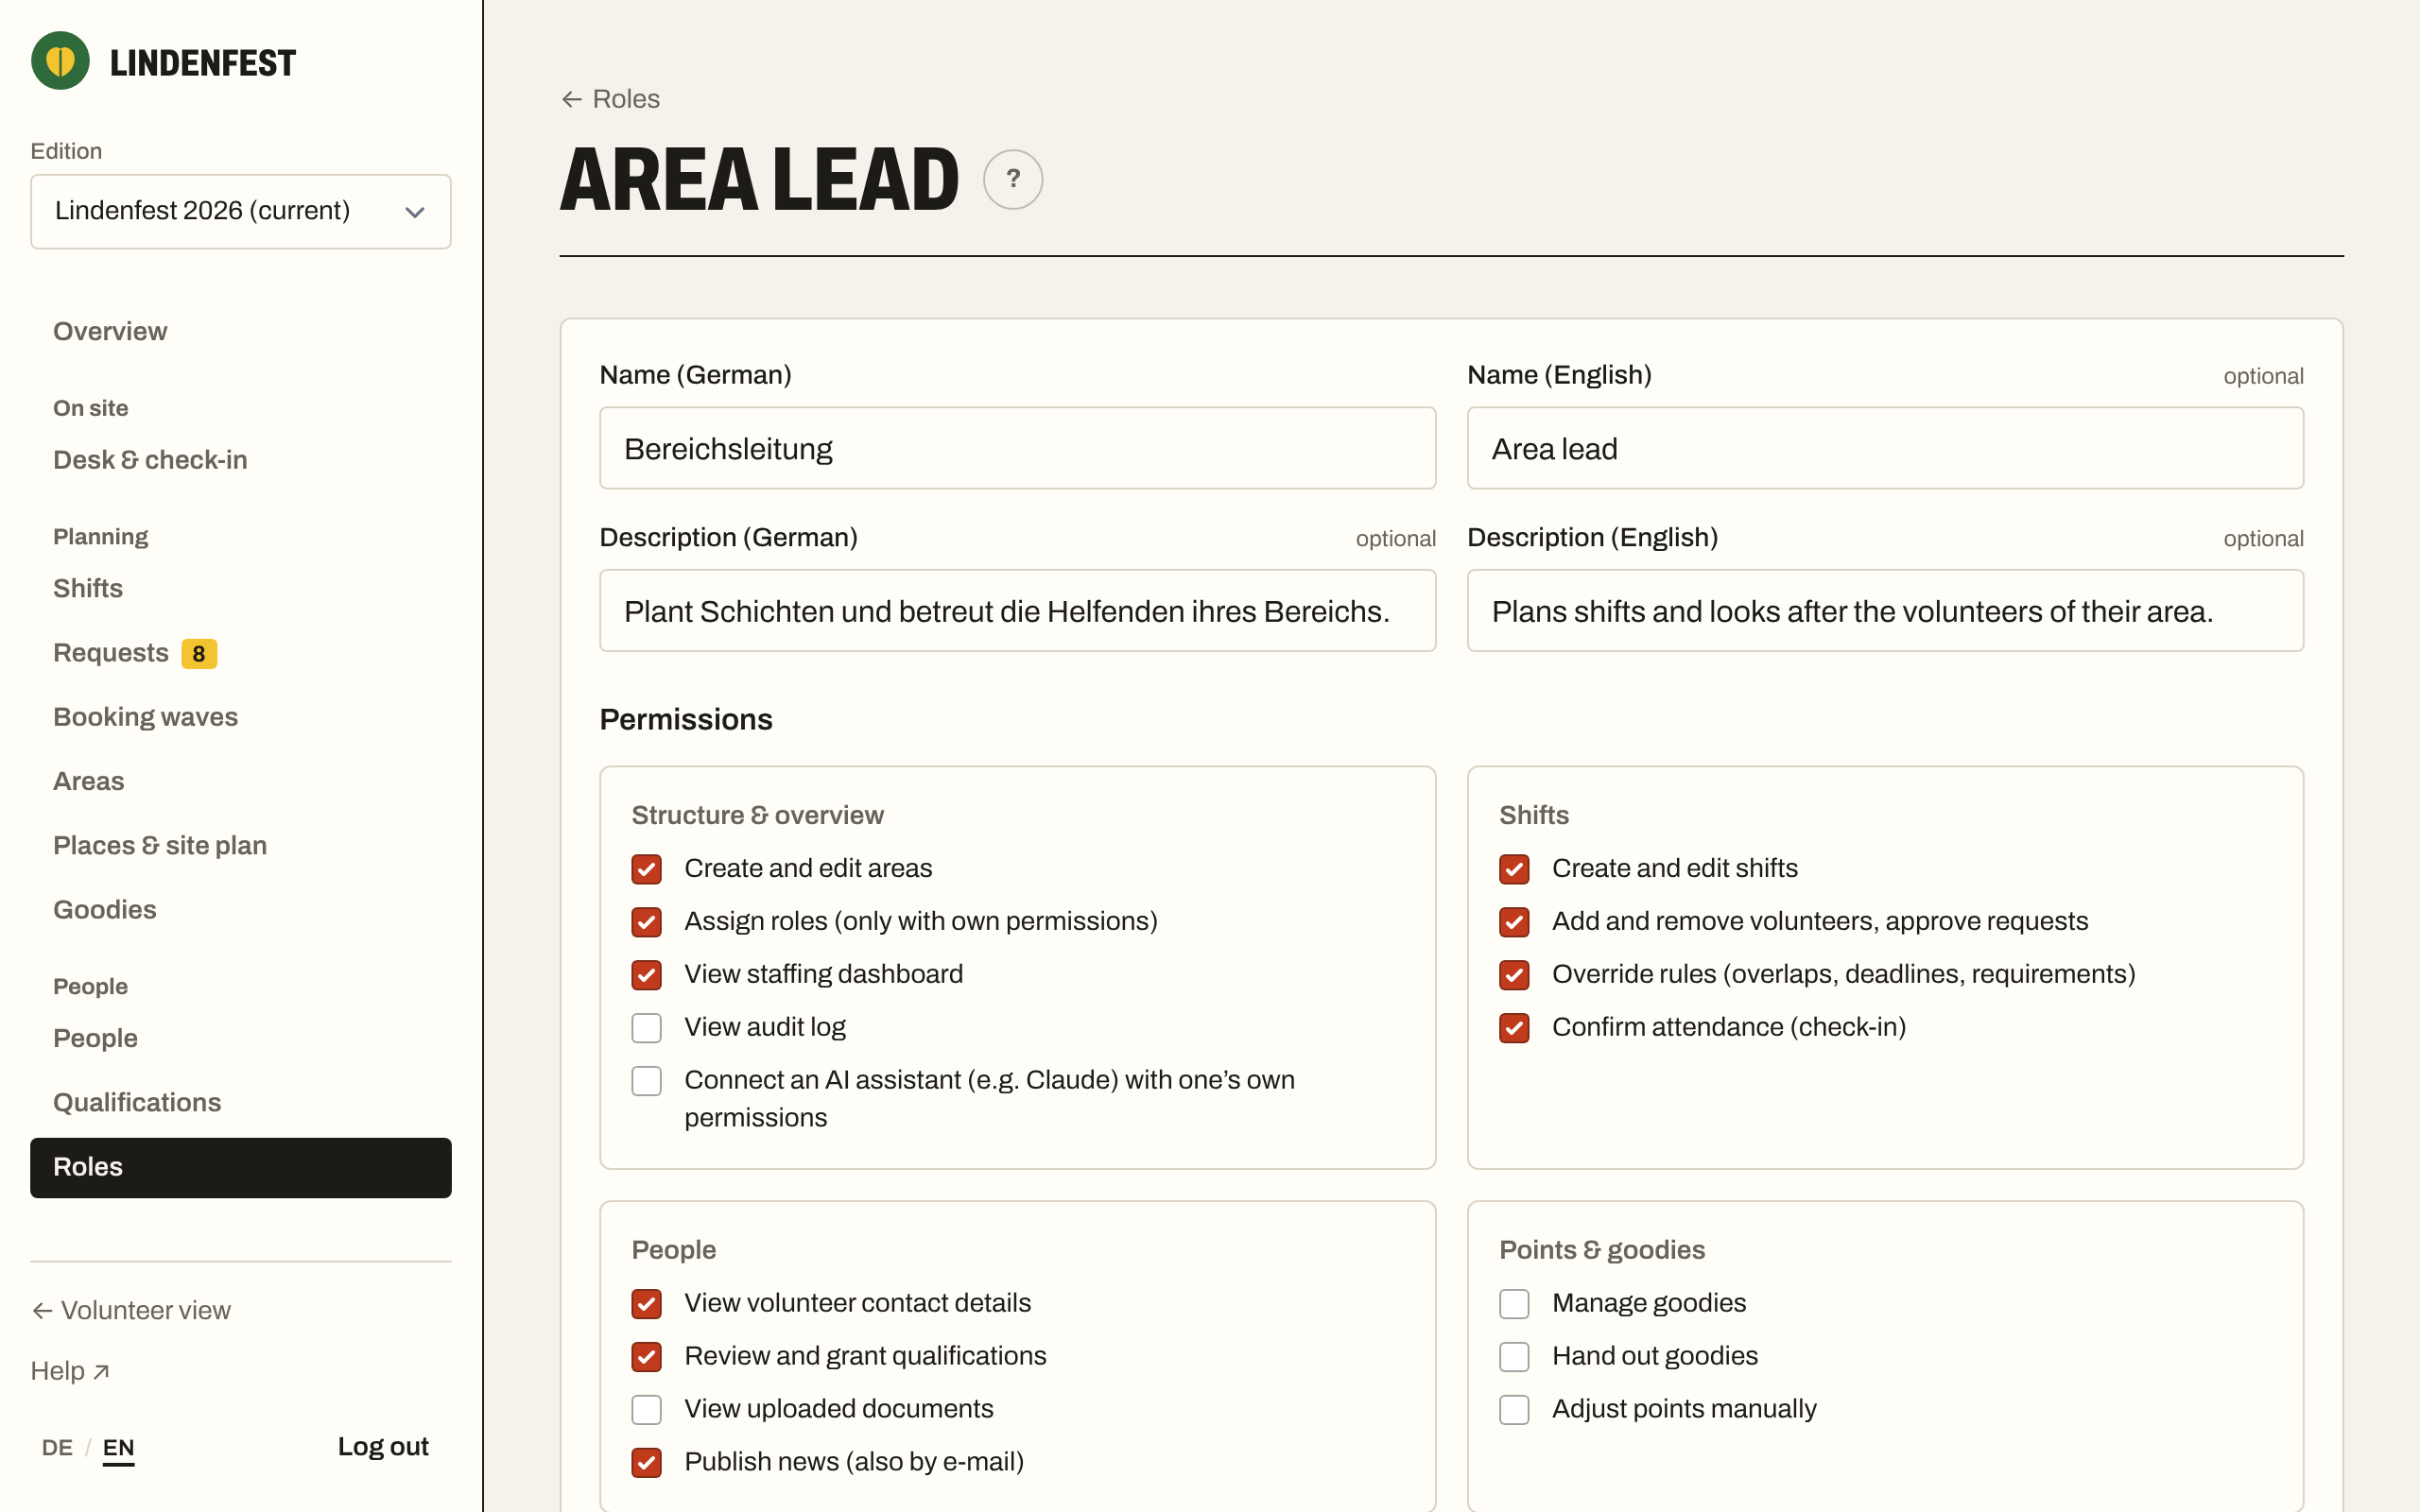 LINDENFEST
Edition
Lindenfest 2026 (current)
Overview
On site
Desk & check-in
Planning
Shifts
Requests 8
Booking waves
Areas
Places & site plan
Goodies
People
People
Qualifications
Roles
← Volunteer view
Help ↗
DE / EN
Log out
← Roles
AREA LEAD ?
Name (German)
Bereichsleitung
Name (English) optional
Area lead
Description (German) optional
Plant Schichten und betreut die Helfenden ihres Bereichs.
Description (English) optional
Plans shifts and looks after the volunteers of their area.
Permissions
Structure & overview
Create and edit areas
Assign roles (only with own permissions)
View staffing dashboard
View audit log
Connect an AI assistant (e.g. Claude) with one’s own
permissions
Shifts
Create and edit shifts
Add and remove volunteers, approve requests
Override rules (overlaps, deadlines, requirements)
Confirm attendance (check-in)
People
View volunteer contact details
Review and grant qualifications
View uploaded documents
Publish news (also by e-mail)
Points & goodies
Manage goodies
Hand out goodies
Adjust points manually